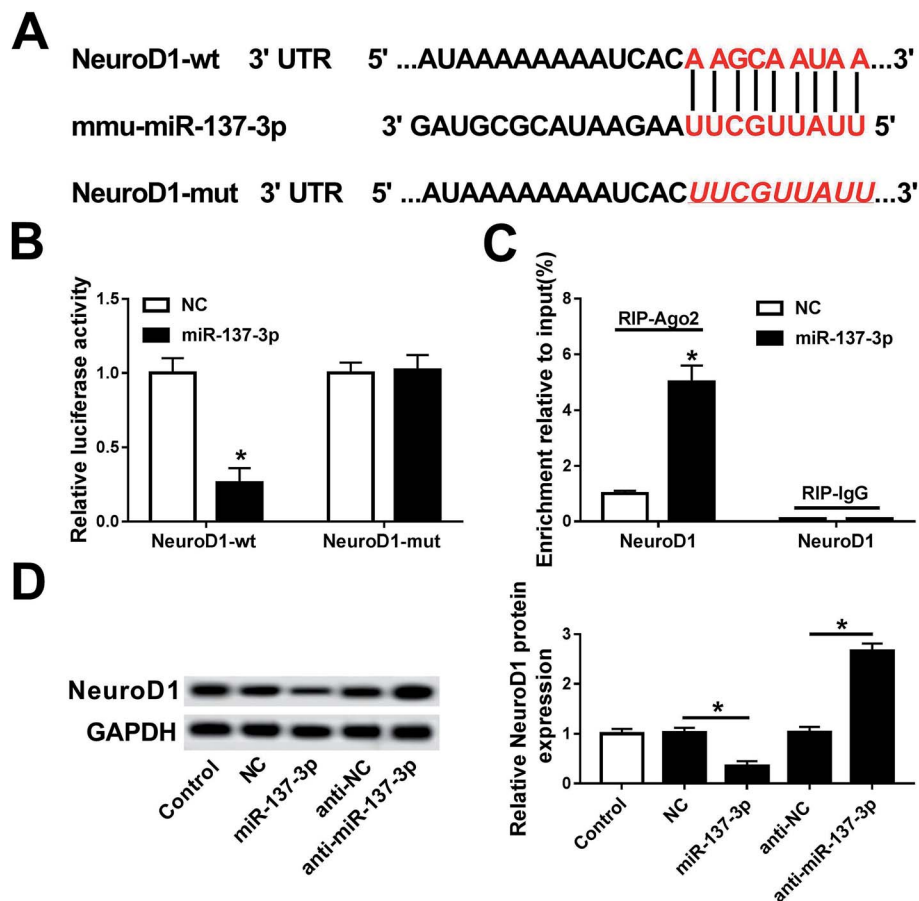 A
NeuroD1-wt 3' UTR 5' ...AUAAAAAAAAUCACAAGCAAUAA...3'
mmu-miR-137-3p 3' GAUGCGCAUAAGAAUUCGUUAUU 5'
NeuroD1-mut 3' UTR 5' ...AUAAAAAAAAUCACUUCGUUAUU...3'
B
Relative luciferase activity
1.5
1.0
0.5
0.0
NC
miR-137-3p
*
NeuroD1-wt NeuroD1-mut
C
Enrichment relative to input(%)
8
6
4
2
0
RIP-Ago2
NC
miR-137-3p
*
RIP-IgG
NeuroD1 NeuroD1
D
NeuroD1
GAPDH
Control NC miR-137-3p anti-NC anti-miR-137-3p
Relative NeuroD1 protein
expression
3
2
1
0
*
*
Control NC miR-137-3p anti-NC anti-miR-137-3p